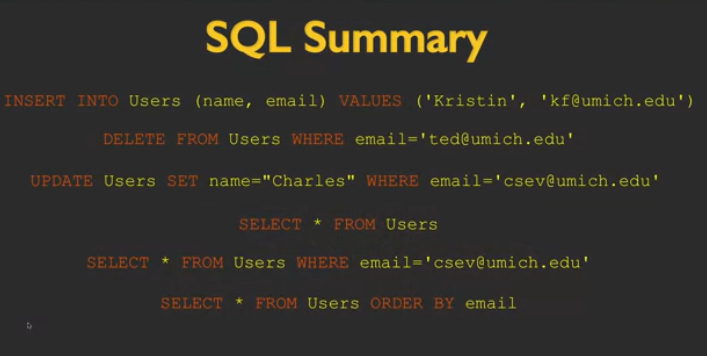 SQL Summary
INSERT INTO Users (name, email) VALUES ('Kristin', 'kf@umich.edu')
DELETE FROM Users WHERE email='ted@umich.edu'
UPDATE Users SET name="Charles" WHERE email='csev@umich.edu'
SELECT * FROM Users
SELECT * FROM Users WHERE email='csev@umich.edu'
SELECT * FROM Users ORDER BY email